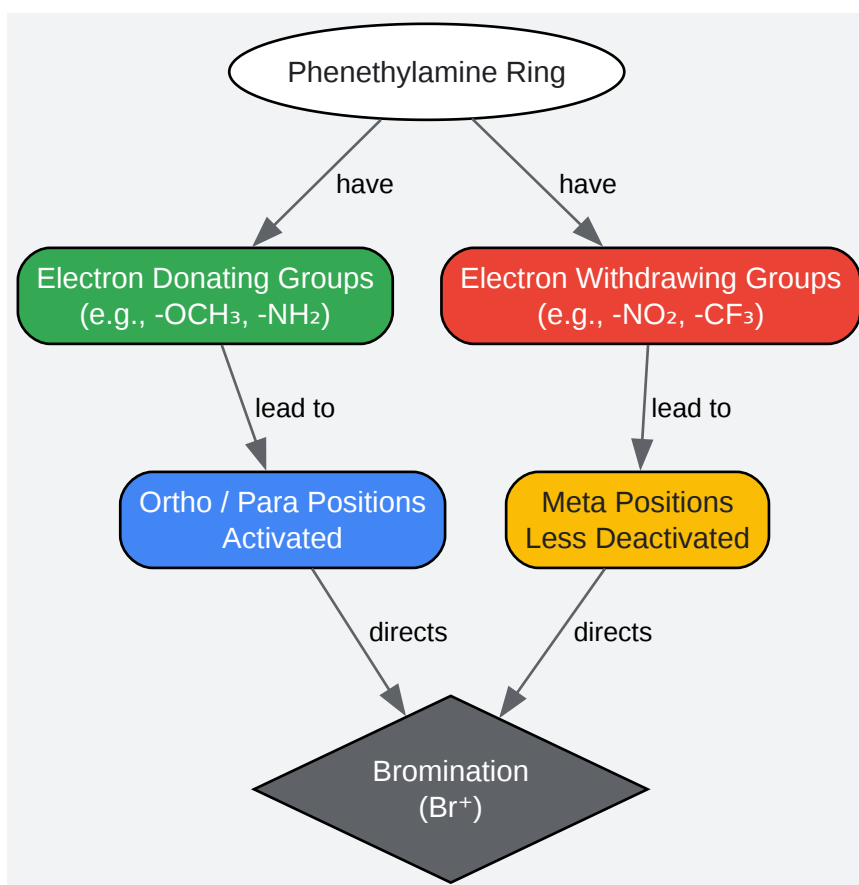 Phenethylamine Ring
have
have
Electron Donating Groups
(e.g., -OCH₃, -NH₂)
Electron Withdrawing Groups
(e.g., -NO₂, -CF₃)
lead to
lead to
Ortho / Para Positions
Activated
Meta Positions
Less Deactivated
directs
directs
Bromination
(Br⁺)